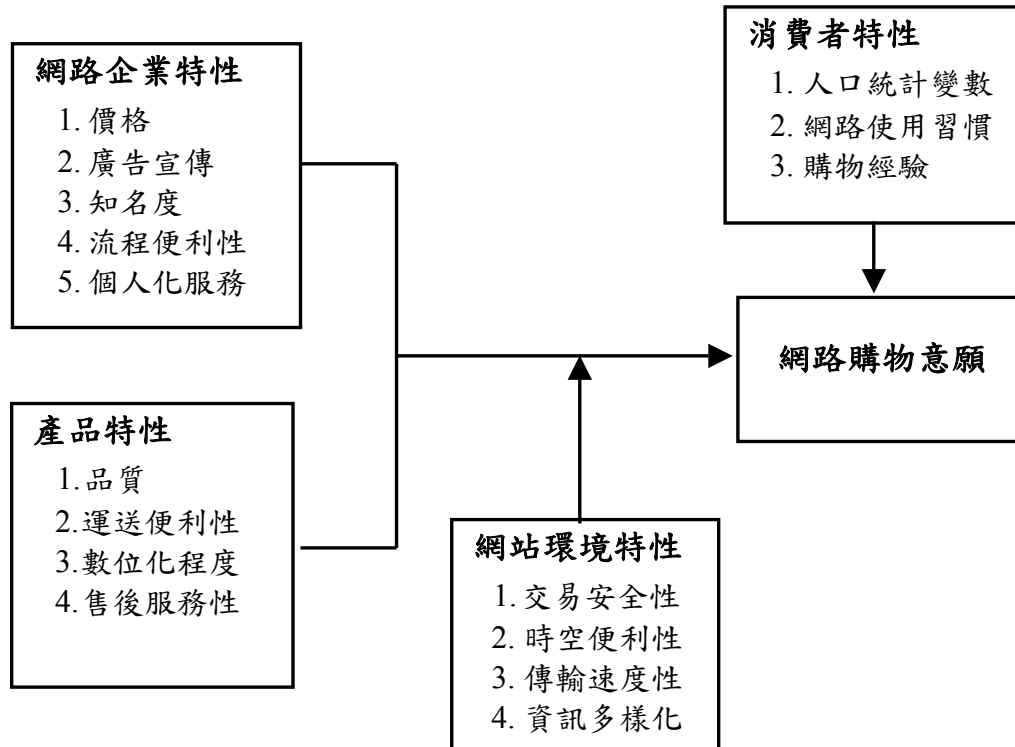 網路企業特性
1. 價格
2. 廣告宣傳
3. 知名度
4. 流程便利性
5. 個人化服務
消費者特性
1. 人口統計變數
2. 網路使用習慣
3. 購物經驗
網路購物意願
產品特性
1.品質
2.運送便利性
3.數位化程度
4.售後服務性
網站環境特性
1.交易安全性
2. 時空便利性
3. 傳輸速度性
4. 資訊多樣化